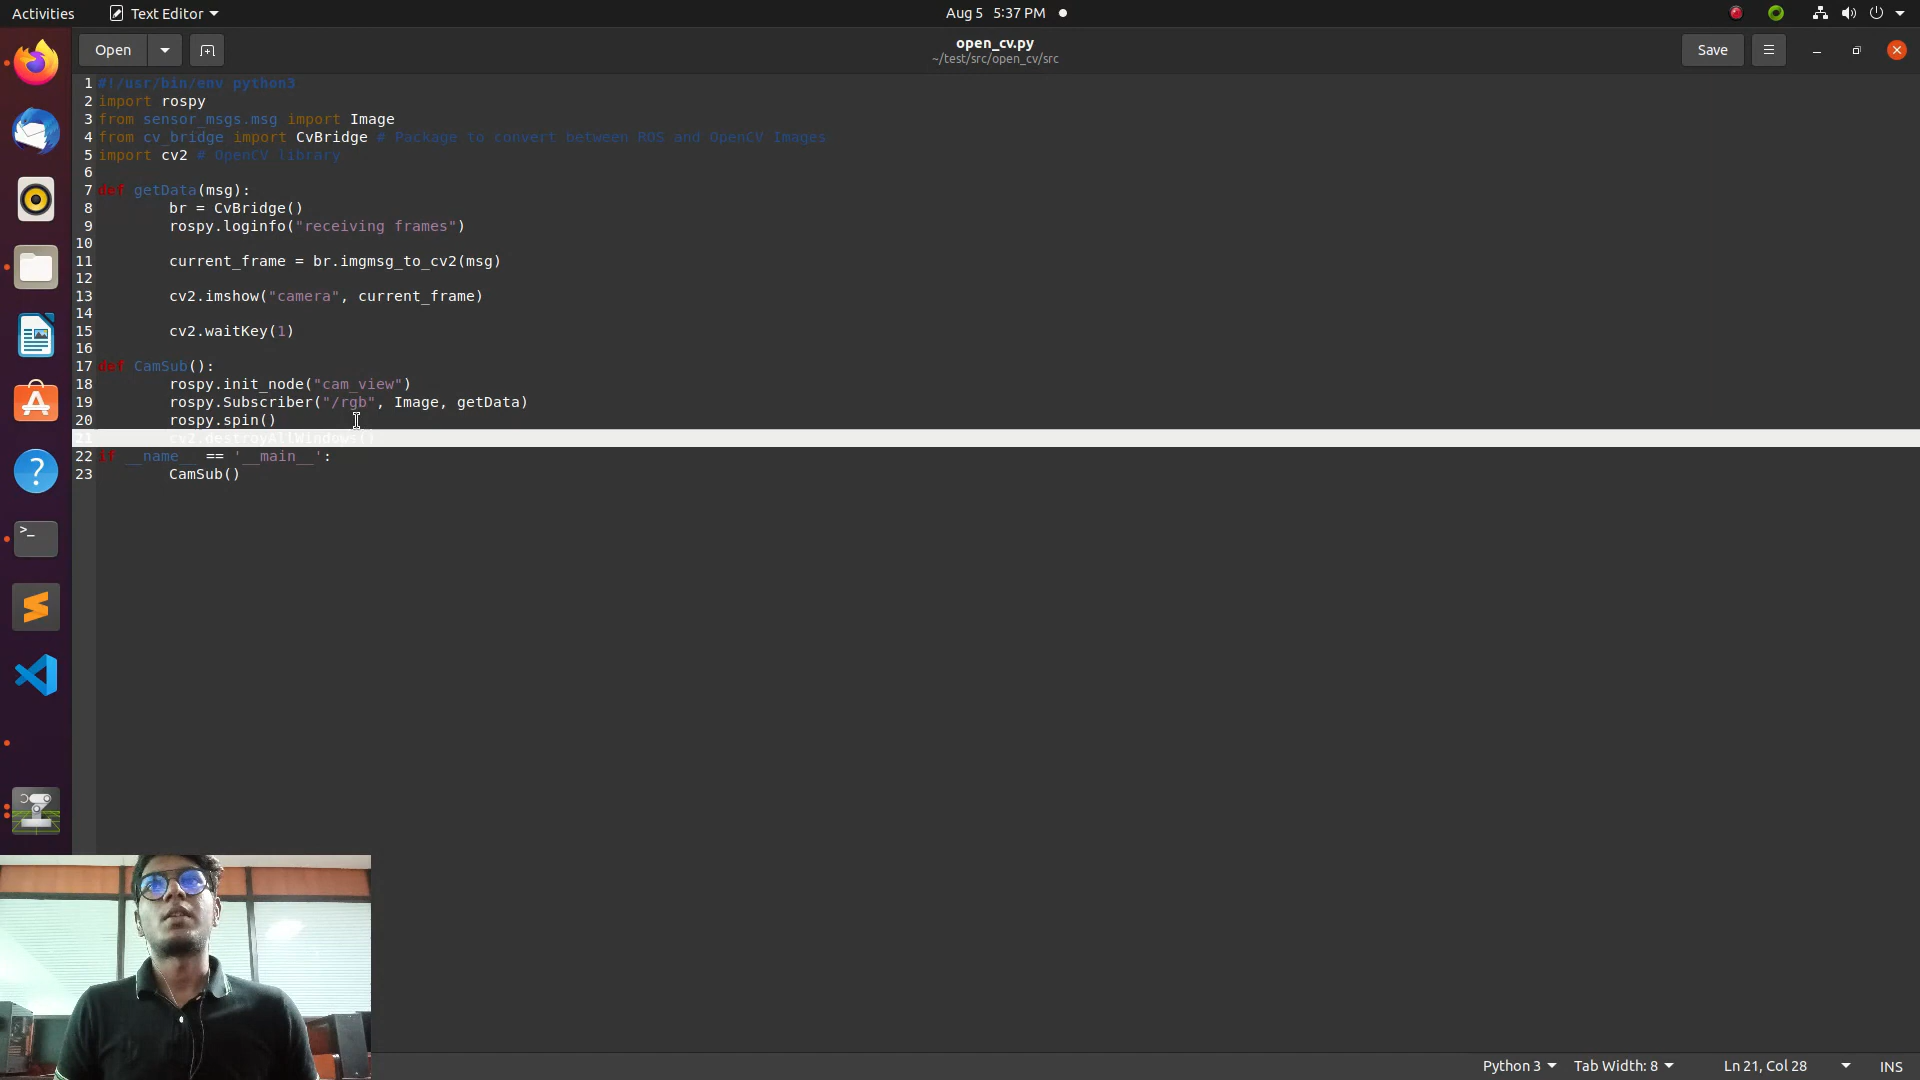 Activities
Text Editor
Aug 5 5:37 PM
Open
open_cv.py
~/test/src/open_cv/src
Save
1 #!/usr/bin/env python3
2 import rospy
3 from sensor_msgs.msg import Image
4 from cv_bridge import CvBridge # Package to convert between ROS and OpenCV Images
5 import cv2 # OpenCV library
6
7 def getData(msg):
8 br = CvBridge()
9 rospy.loginfo("receiving frames")
10
11 current_frame = br.imgmsg_to_cv2(msg)
12
13 cv2.imshow("camera", current_frame)
14
15 cv2.waitKey(1)
16
17 def CamSub():
18 rospy.init_node("cam_view")
19 rospy.Subscriber("/rgb", Image, getData)
20 rospy.spin()
21 cv2.destroyAllWindows()
22 if __name__ == '__main__':
23 CamSub()
Python 3
Tab Width: 8
Ln 21, Col 28
INS